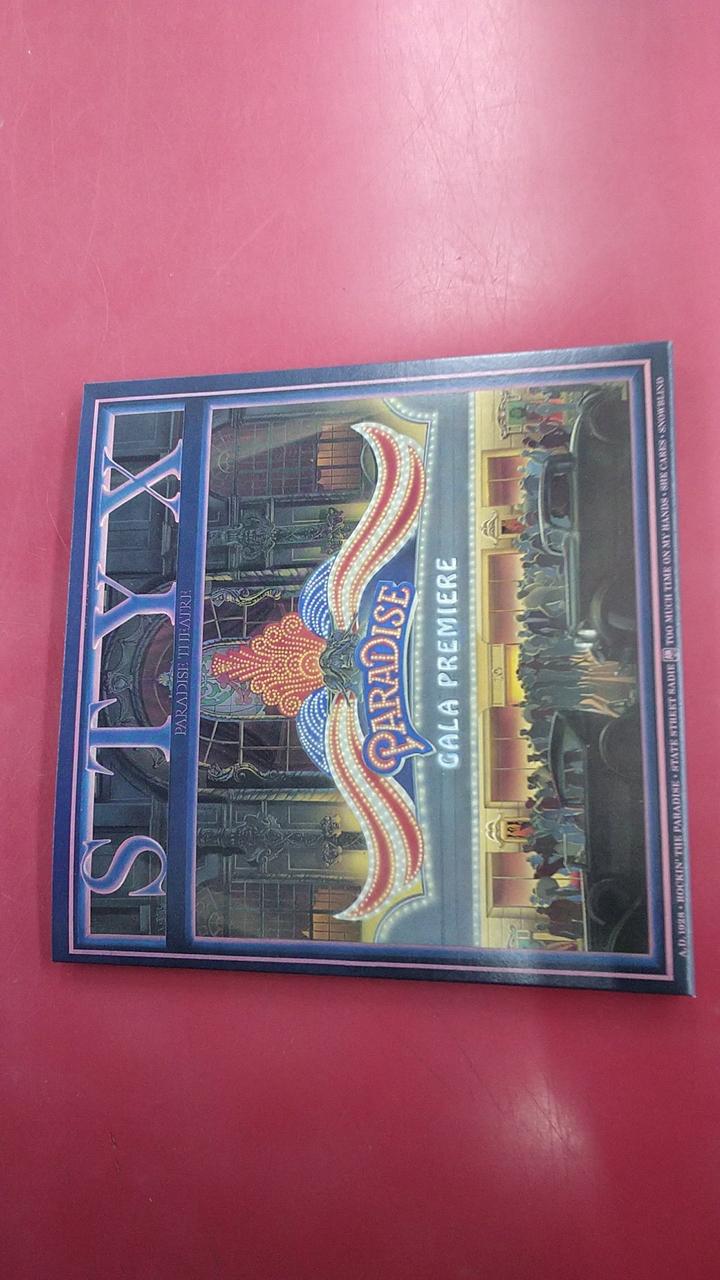 STYX
PARADISE THEATRE
PARADISE
GALA PREMIERE
A.D. 1928 • ROCKIN' THE PARADISE • STATE STREET SADIE TOO MUCH TIME ON MY HANDS • SHE CARES • SNOWBLIND